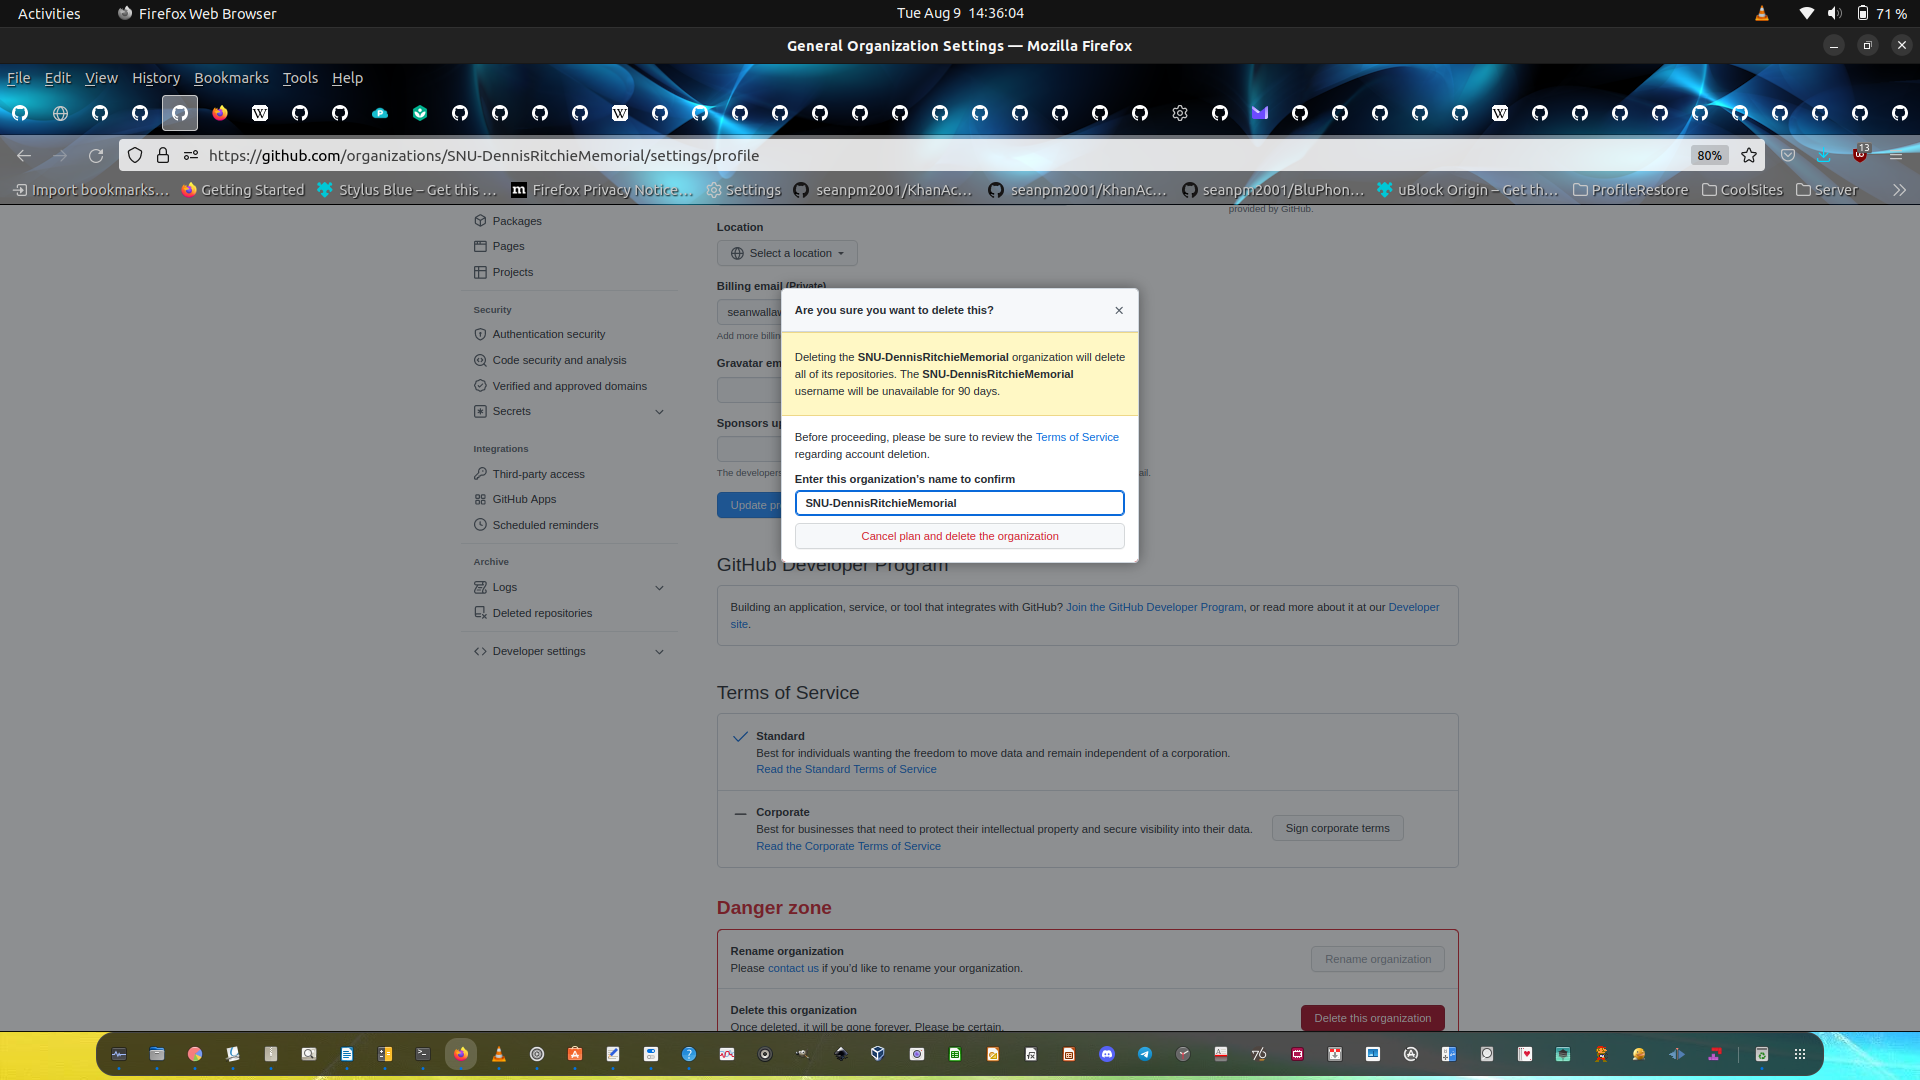 Activities
Firefox Web Browser
Tue Aug 9 14:36:04
71 %
General Organization Settings — Mozilla Firefox
File Edit View History Bookmarks Tools Help
https://github.com/organizations/SNU-DennisRitchieMemorial/settings/profile
80%
13
Import bookmarks…
Getting Started
Stylus Blue – Get this …
Firefox Privacy Notice…
Settings
seanpm2001/KhanAc…
seanpm2001/KhanAc…
seanpm2001/BluPhon…
uBlock Origin – Get th…
ProfileRestore
CoolSites
Server
provided by GitHub.
Packages
Pages
Projects
Security
Authentication security
Code security and analysis
Verified and approved domains
Secrets
Integrations
Third-party access
GitHub Apps
Scheduled reminders
Archive
Logs
Deleted repositories
Developer settings
Location
Select a location
Billing email (Private)
seanwalla
Add more billin
Gravatar em
Sponsors up
The developers
ail.
Update pr
Are you sure you want to delete this?
Deleting the SNU-DennisRitchieMemorial organization will delete
all of its repositories. The SNU-DennisRitchieMemorial
username will be unavailable for 90 days.
Before proceeding, please be sure to review the Terms of Service
regarding account deletion.
Enter this organization's name to confirm
SNU-DennisRitchieMemorial
Cancel plan and delete the organization
GitHub Developer Program
Building an application, service, or tool that integrates with GitHub? Join the GitHub Developer Program, or read more about it at our Developer
site.
Terms of Service
Standard
Best for individuals wanting the freedom to move data and remain independent of a corporation.
Read the Standard Terms of Service
Corporate
Best for businesses that need to protect their intellectual property and secure visibility into their data.
Read the Corporate Terms of Service
Sign corporate terms
Danger zone
Rename organization
Please contact us if you'd like to rename your organization.
Rename organization
Delete this organization
Once deleted, it will be gone forever. Please be certain.
Delete this organization